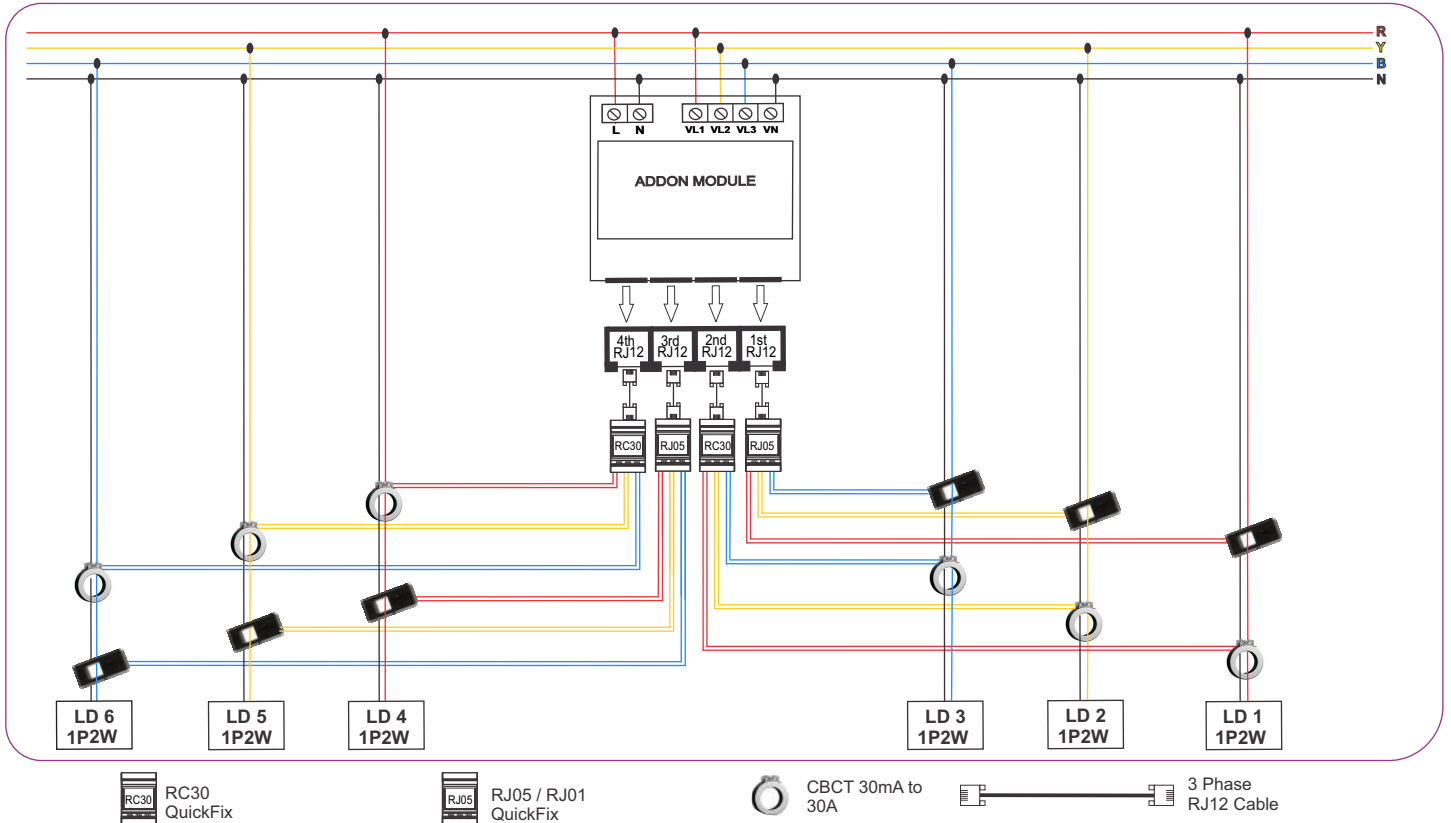 R
Y
B
N
L N VL1 VL2 VL3 VN
ADDON MODULE
4th
RJ12
3rd
RJ12
2nd
RJ12
1st
RJ12
RC30
RJ05
RC30
RJ05
LD 6
1P2W
LD 5
1P2W
LD 4
1P2W
LD 3
1P2W
LD 2
1P2W
LD 1
1P2W
RC30
RC30
QuickFix
RJ05
RJ05 / RJ01
QuickFix
CBCT 30mA to
30A
3 Phase
RJ12 Cable